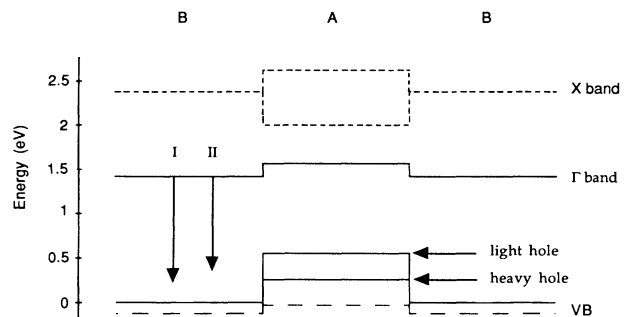 B A B
2.5
X band
2
I II
1.5
Γ band
Energy (eV)
1
light hole
0.5
heavy hole
0
VB